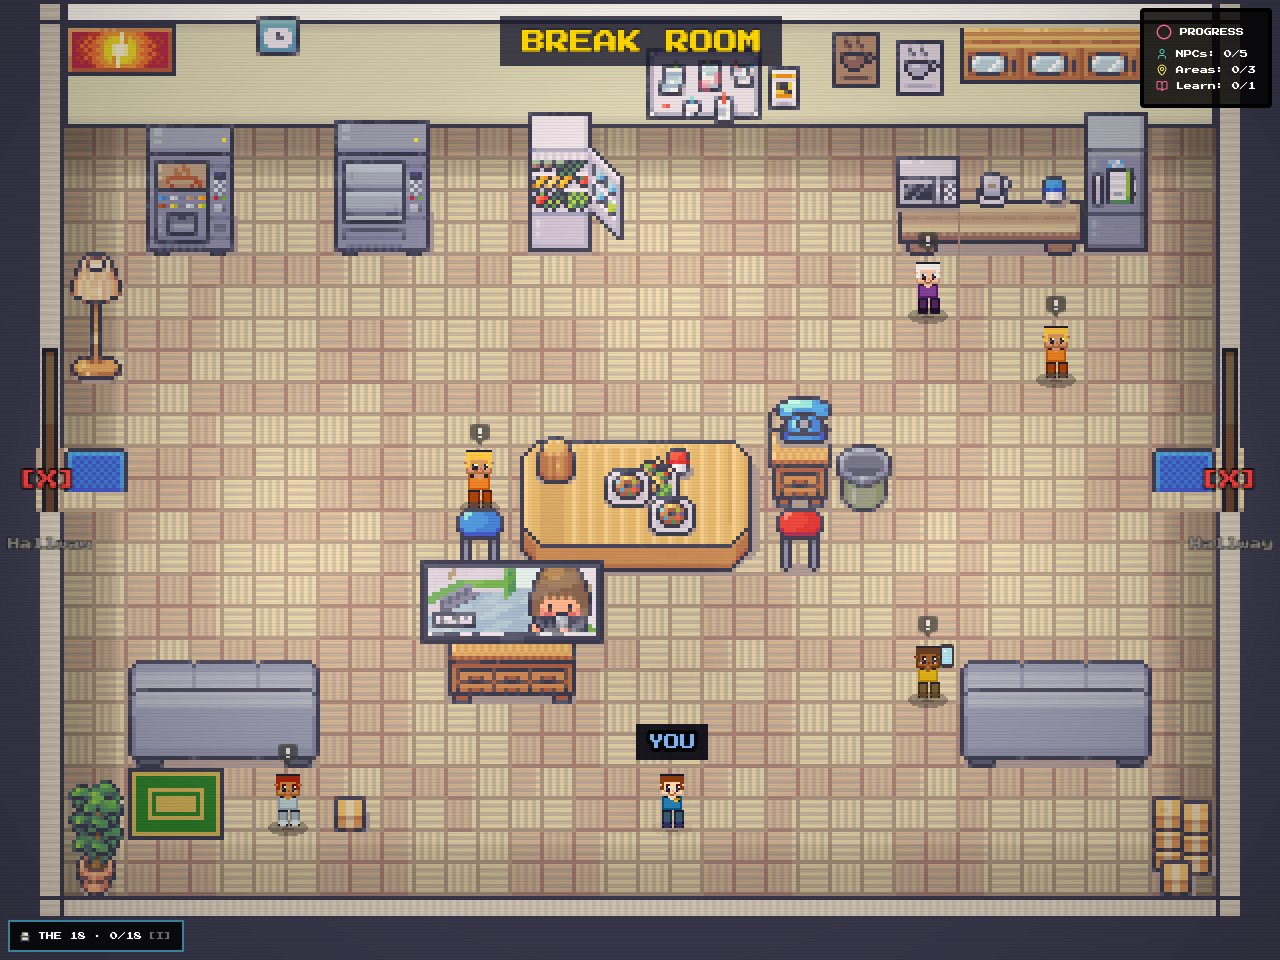 BREAK ROOM
PROGRESS
NPCs: 0/5
Areas: 0/3
Learn: 0/1
!
!
!
[X]
[X]
Hallway
Hallway
!
YOU
!
THE 18 · 0/18 [I]